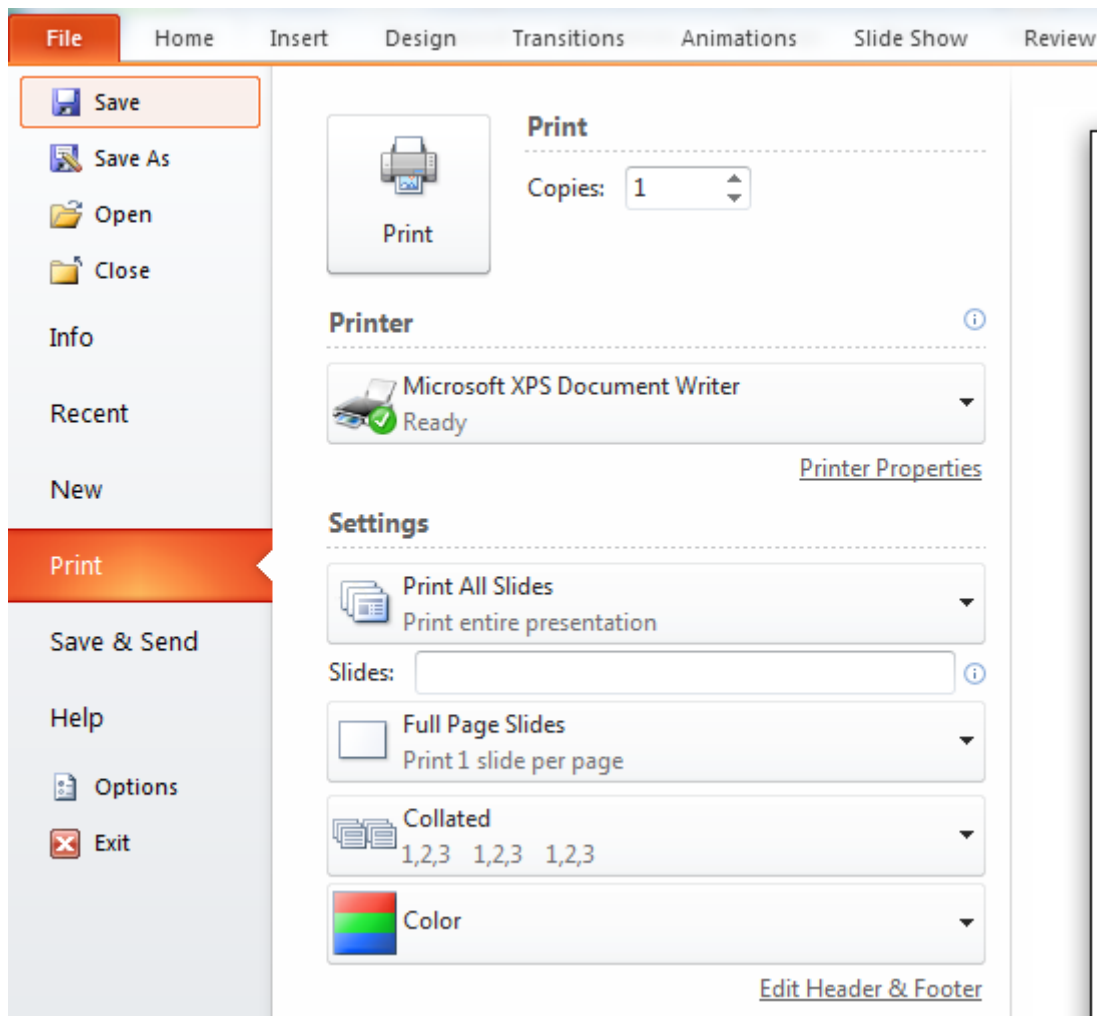 File Home Insert Design Transitions Animations Slide Show Review
Save
Save As
Open
Close
Info
Recent
New
Print
Save & Send
Help
Options
Exit
Print
Print
Copies: 1
Printer
Microsoft XPS Document Writer
Ready
Printer Properties
Settings
Print All Slides
Print entire presentation
Slides:
Full Page Slides
Print 1 slide per page
Collated
1,2,3 1,2,3 1,2,3
Color
Edit Header & Footer